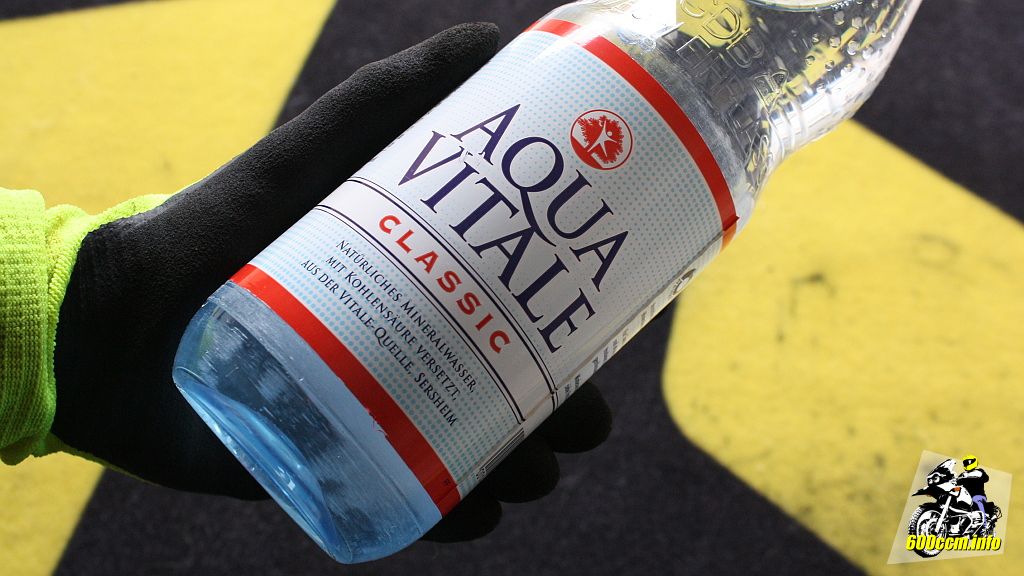 AQUA
VITALE
CLASSIC
NATÜRLICHES MINERALWASSER,
MIT KOHLENSÄURE VERSETZT,
AUS DER VITALE-QUELLE, SERSHEIM
600ccm.info